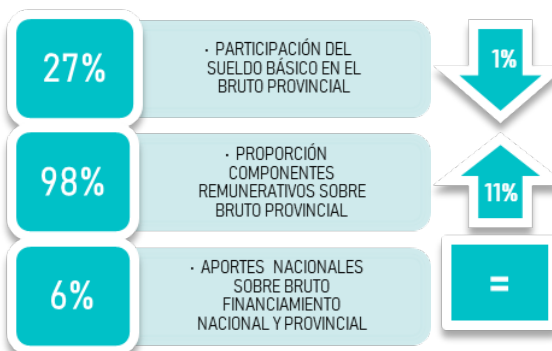 27%
· PARTICIPACIÓN DEL
SUELDO BÁSICO EN EL
BRUTO PROVINCIAL
1%
98%
· PROPORCIÓN
COMPONENTES
REMUNERATIVOS SOBRE
BRUTO PROVINCIAL
11%
6%
· APORTES NACIONALES
SOBRE BRUTO
FINANCIAMIENTO
NACIONAL Y PROVINCIAL
=